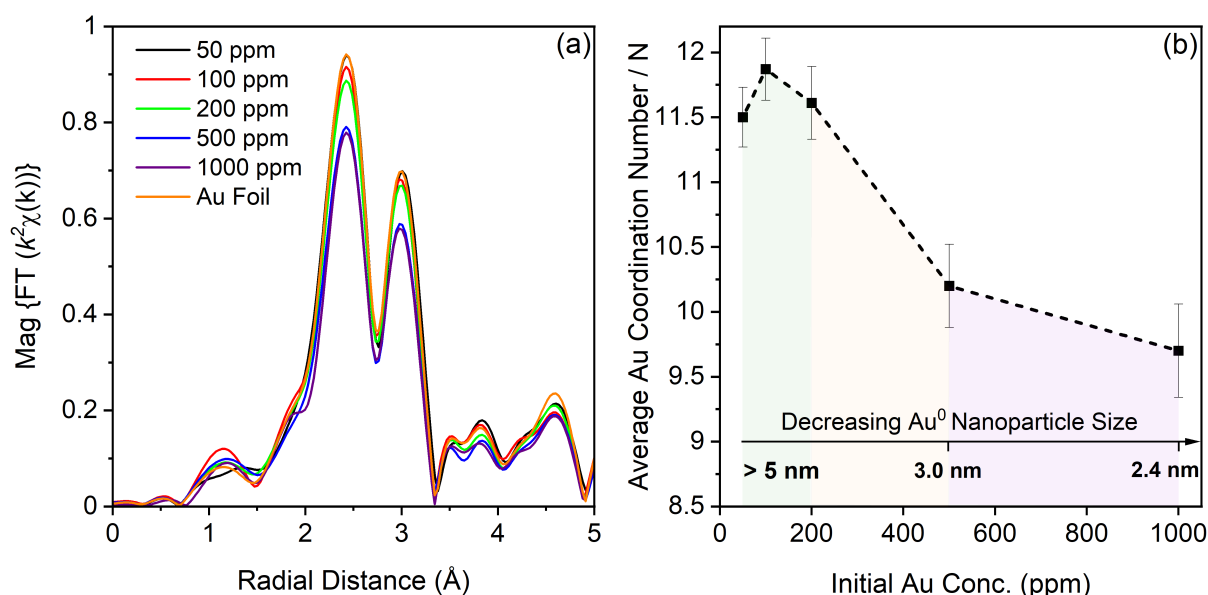 (a)
50 ppm
100 ppm
200 ppm
500 ppm
1000 ppm
Au Foil
Mag {FT (k²χ(k))}
1
0.8
0.6
0.4
0.2
0
0 1 2 3 4 5
Radial Distance (Å)
(b)
Average Au Coordination Number / N
12
11.5
11
10.5
10
9.5
9
8.5
Decreasing Au⁰ Nanoparticle Size
> 5 nm 3.0 nm 2.4 nm
0 200 400 600 800 1000
Initial Au Conc. (ppm)